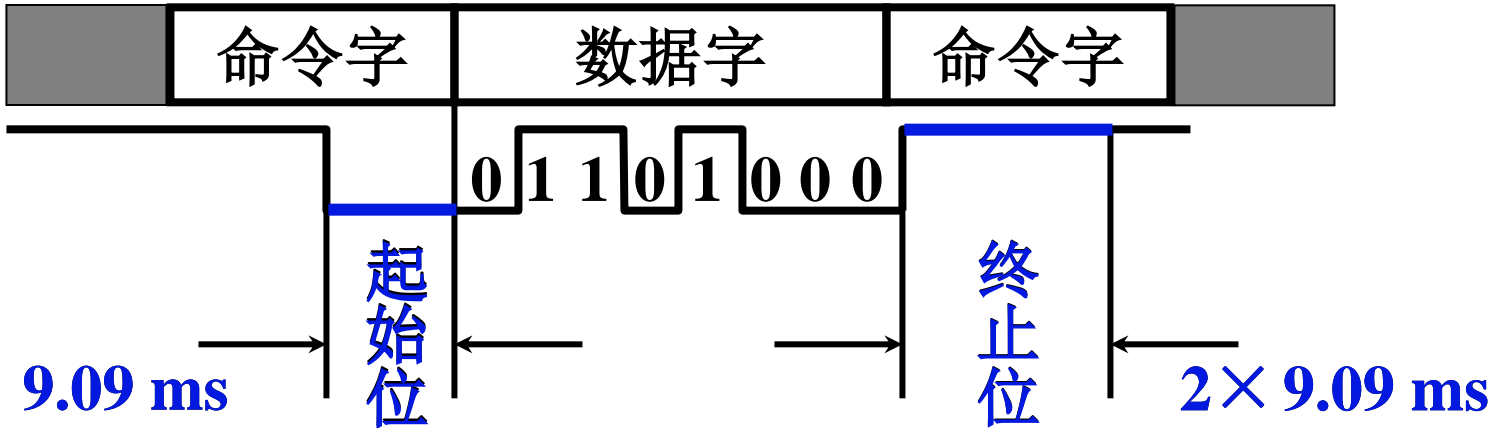 命令字 数据字 命令字
0 1 1 0 1 0 0 0
起始位
终止位
9.09 ms
2× 9.09 ms